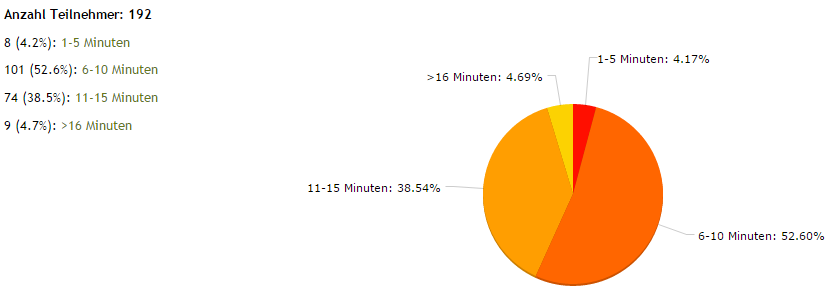 Anzahl Teilnehmer: 192
8 (4.2%): 1-5 Minuten
101 (52.6%): 6-10 Minuten
74 (38.5%): 11-15 Minuten
9 (4.7%): >16 Minuten
1-5 Minuten: 4.17%
>16 Minuten: 4.69%
11-15 Minuten: 38.54%
6-10 Minuten: 52.60%